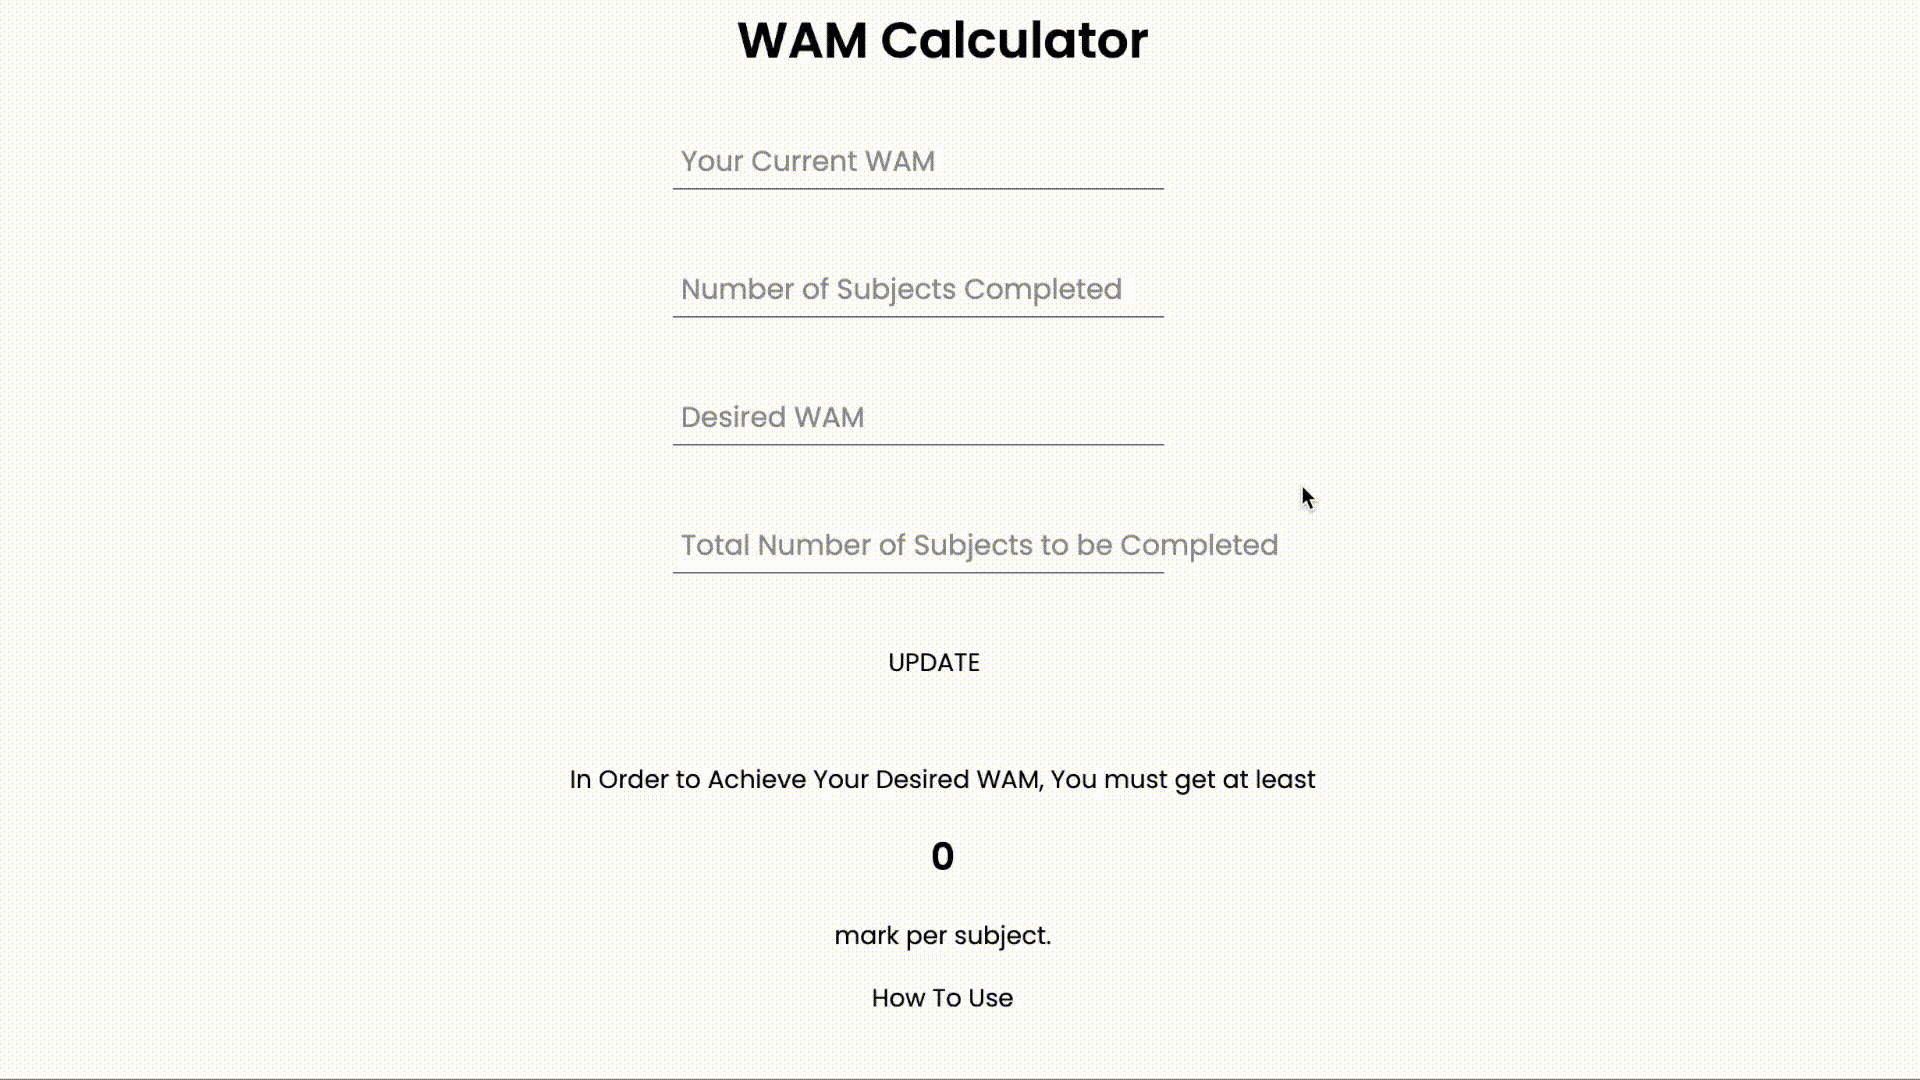 WAM Calculator
Your Current WAM
Number of Subjects Completed
Desired WAM
Total Number of Subjects to be Completed
UPDATE
In Order to Achieve Your Desired WAM, You must get at least
0
mark per subject.
How To Use